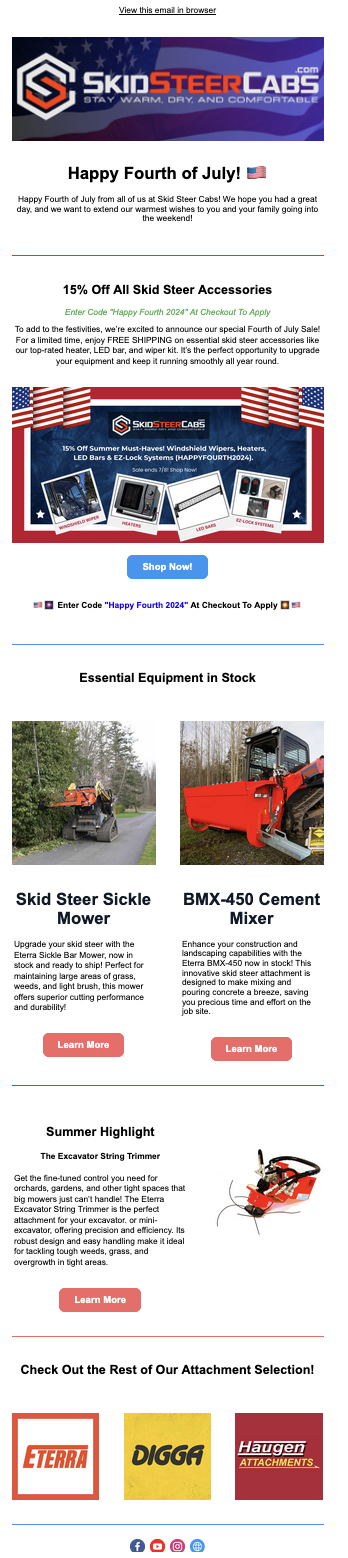 View this email in browser
SKIDSTEERCABS
.com
STAY WARM, DRY, AND COMFORTABLE
Happy Fourth of July! 🇺🇸
Happy Fourth of July from all of us at Skid Steer Cabs! We hope you had a great
day, and we want to extend our warmest wishes to you and your family going into
the weekend!
15% Off All Skid Steer Accessories
Enter Code "Happy Fourth 2024" At Checkout To Apply
To add to the festivities, we're excited to announce our special Fourth of July Sale!
For a limited time, enjoy FREE SHIPPING on essential skid steer accessories like
our top-rated heater, LED bar, and wiper kit. It's the perfect opportunity to upgrade
your equipment and keep it running smoothly all year round.
SKIDSTEERCABS
15% Off Summer Must-Haves! Windshield Wipers, Heaters,
LED Bars & EZ-Lock Systems (HAPPYFOURTH2024).
Sale ends 7/8! Shop Now!
WINDSHIELD WIPER
HEATERS
LED BARS
EZ-LOCK SYSTEMS
Shop Now!
🇺🇸 🎆 Enter Code "Happy Fourth 2024" At Checkout To Apply 🎇 🇺🇸
Essential Equipment in Stock
Skid Steer Sickle
Mower
Upgrade your skid steer with the
Eterra Sickle Bar Mower, now in
stock and ready to ship! Perfect for
maintaining large areas of grass,
weeds, and light brush, this mower
offers superior cutting performance
and durability!
Learn More
BMX-450 Cement
Mixer
Enhance your construction and
landscaping capabilities with the
Eterra BMX-450 now in stock! This
innovative skid steer attachment is
designed to make mixing and
pouring concrete a breeze, saving
you precious time and effort on the
job site.
Learn More
Summer Highlight
The Excavator String Trimmer
Get the fine-tuned control you need for
orchards, gardens, and other tight spaces that
big mowers just can't handle! The Eterra
Excavator String Trimmer is the perfect
attachment for your excavator. or mini-
excavator, offering precision and efficiency. Its
robust design and easy handling make it ideal
for tackling tough weeds, grass, and
overgrowth in tight areas.
Learn More
Check Out the Rest of Our Attachment Selection!
ETERRA
DIGGA
Haugen
ATTACHMENTS